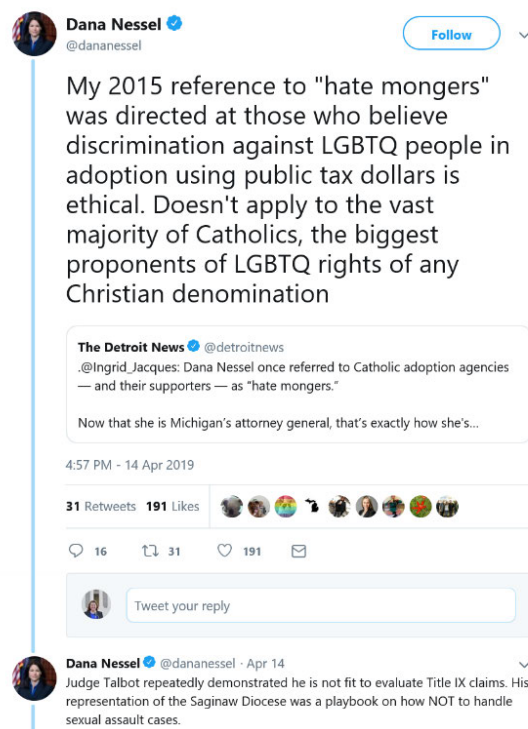 Dana Nessel
@dananessel
Follow
My 2015 reference to "hate mongers"
was directed at those who believe
discrimination against LGBTQ people in
adoption using public tax dollars is
ethical. Doesn't apply to the vast
majority of Catholics, the biggest
proponents of LGBTQ rights of any
Christian denomination
The Detroit News @detroitnews
.@Ingrid_Jacques: Dana Nessel once referred to Catholic adoption agencies
— and their supporters — as "hate mongers."
Now that she is Michigan's attorney general, that's exactly how she's...
4:57 PM - 14 Apr 2019
31 Retweets 191 Likes
16 31 191
Tweet your reply
Dana Nessel @dananessel · Apr 14
Judge Talbot repeatedly demonstrated he is not fit to evaluate Title IX claims. His
representation of the Saginaw Diocese was a playbook on how NOT to handle
sexual assault cases.